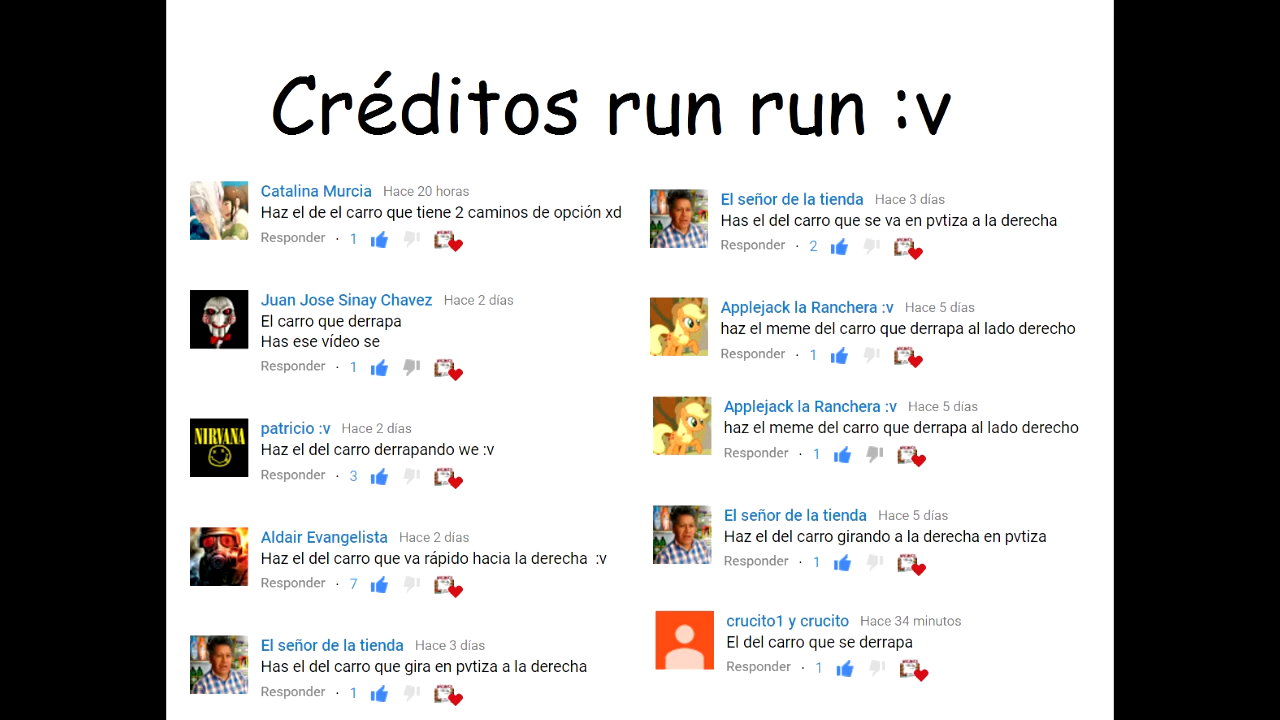 Créditos run run :v
Catalina Murcia Hace 20 horas
Haz el de el carro que tiene 2 caminos de opción xd
Responder · 1
Juan Jose Sinay Chavez Hace 2 días
El carro que derrapa
Has ese vídeo se
Responder · 1
NIRVANA
patricio :v Hace 2 días
Haz el del carro derrapando we :v
Responder · 3
Aldair Evangelista Hace 2 días
Haz el del carro que va rápido hacia la derecha :v
Responder · 7
El señor de la tienda Hace 3 días
Has el del carro que gira en pvtiza a la derecha
Responder · 1
El señor de la tienda Hace 3 días
Has el del carro que se va en pvtiza a la derecha
Responder · 2
Applejack la Ranchera :v Hace 5 días
haz el meme del carro que derrapa al lado derecho
Responder · 1
Applejack la Ranchera :v Hace 5 días
haz el meme del carro que derrapa al lado derecho
Responder · 1
El señor de la tienda Hace 5 días
Haz el del carro girando a la derecha en pvtiza
Responder · 1
crucito1 y crucito Hace 34 minutos
El del carro que se derrapa
Responder · 1